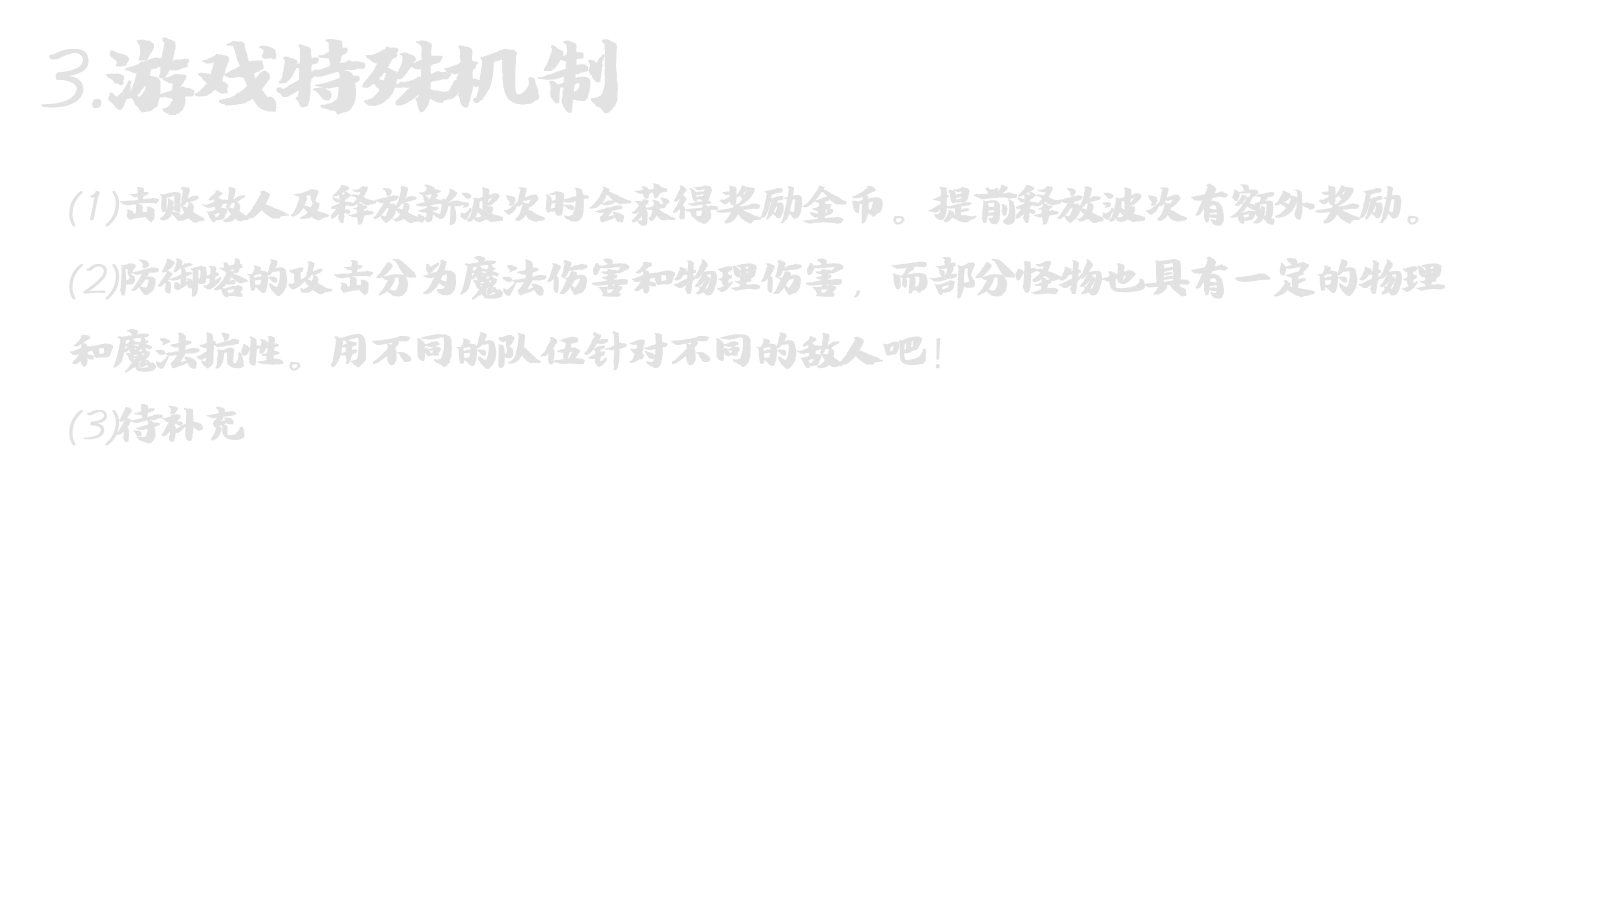 3.游戏特殊机制
(1)击败敌人及释放新波次时会获得奖励金币。提前释放波次有额外奖励。
(2)防御塔的攻击分为魔法伤害和物理伤害，而部分怪物也具有一定的物理
和魔法抗性。用不同的队伍针对不同的敌人吧！
(3)待补充